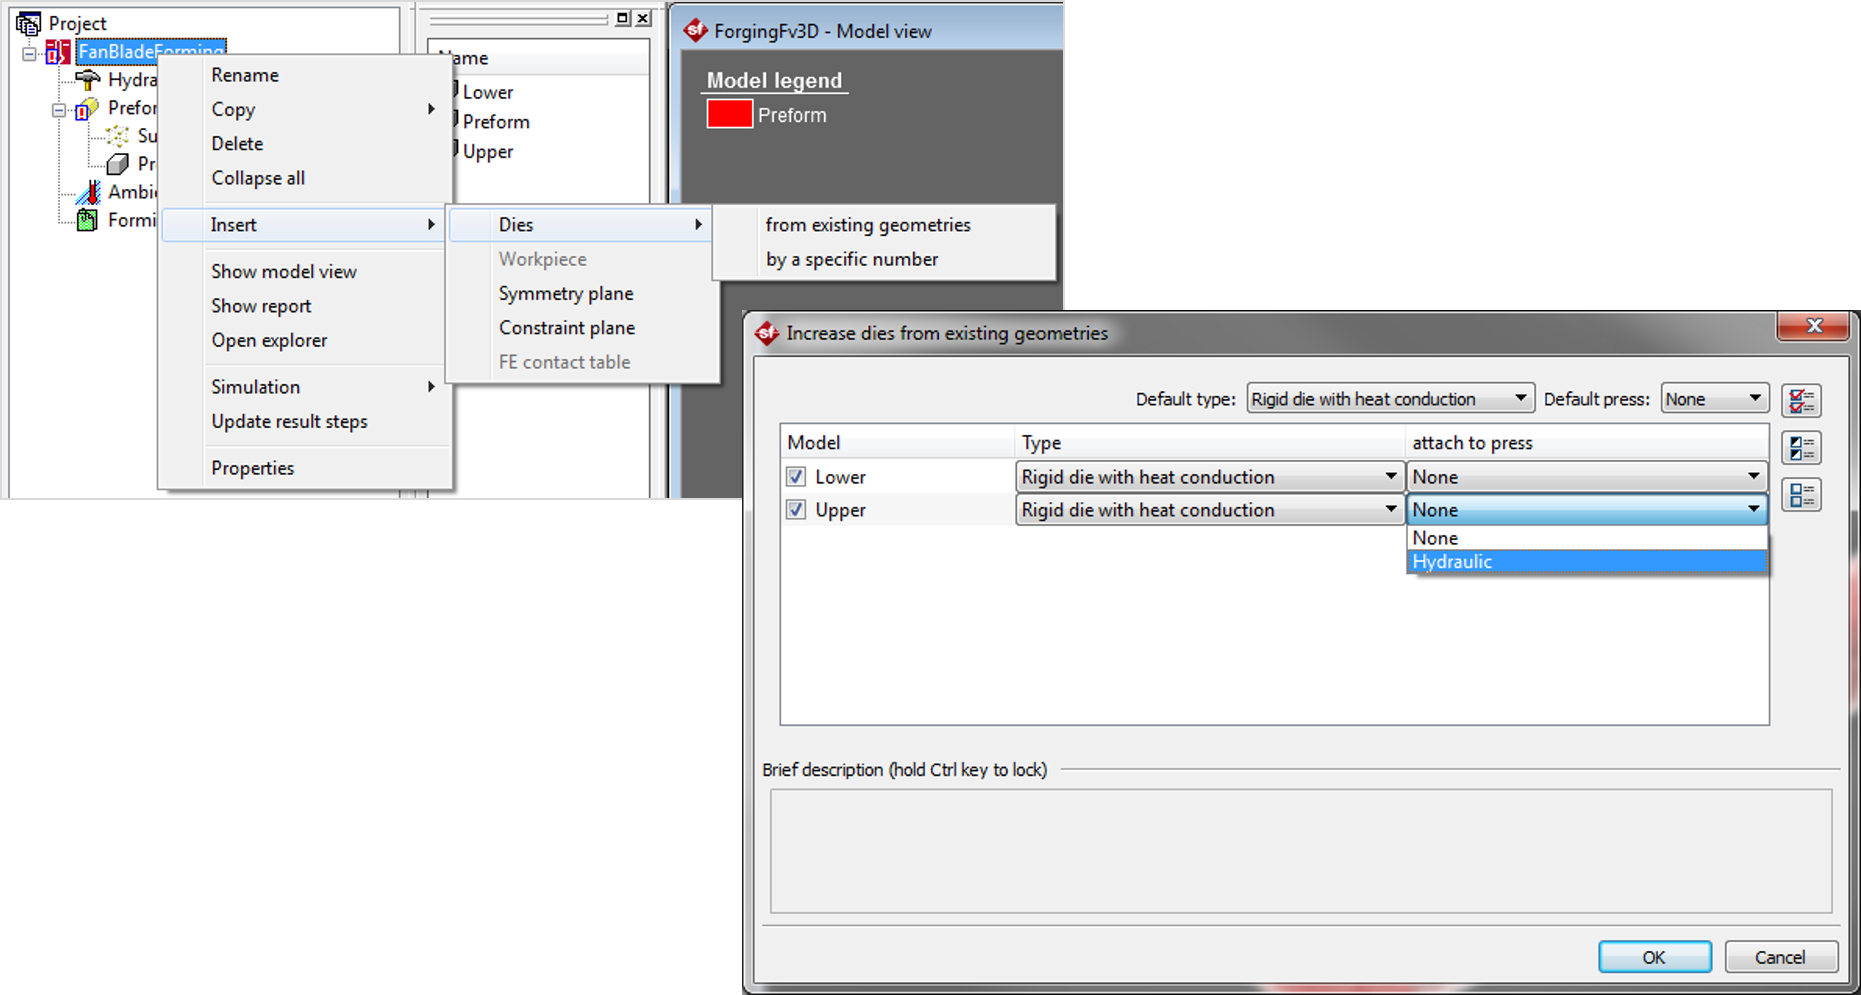 Project
FanBladeForming
Hydra
Prefor
Su
Pr
Ambie
Formi
Rename
Copy
Delete
Collapse all
Insert
Show model view
Show report
Open explorer
Simulation
Update result steps
Properties
ame
Lower
Preform
Upper
Dies
Workpiece
Symmetry plane
Constraint plane
FE contact table
from existing geometries
by a specific number
ForgingFv3D - Model view
Model legend
Preform
Increase dies from existing geometries
Default type: Rigid die with heat conduction Default press: None
Model Type attach to press
Lower Rigid die with heat conduction None
Upper Rigid die with heat conduction None
None
Hydraulic
Brief description (hold Ctrl key to lock)
OK Cancel